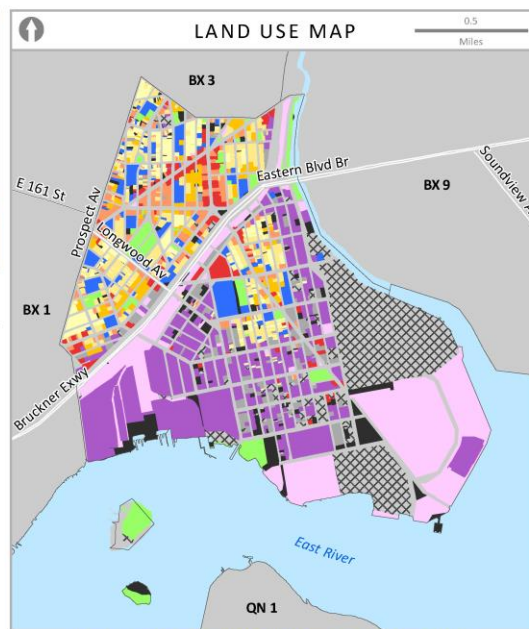 LAND USE MAP
0.5
Miles
BX 3
Eastern Blvd Br
Soundview A
BX 9
E 161 St
Prospect Av
Longwood Av
BX 1
Bruckner Exwy
East River
QN 1